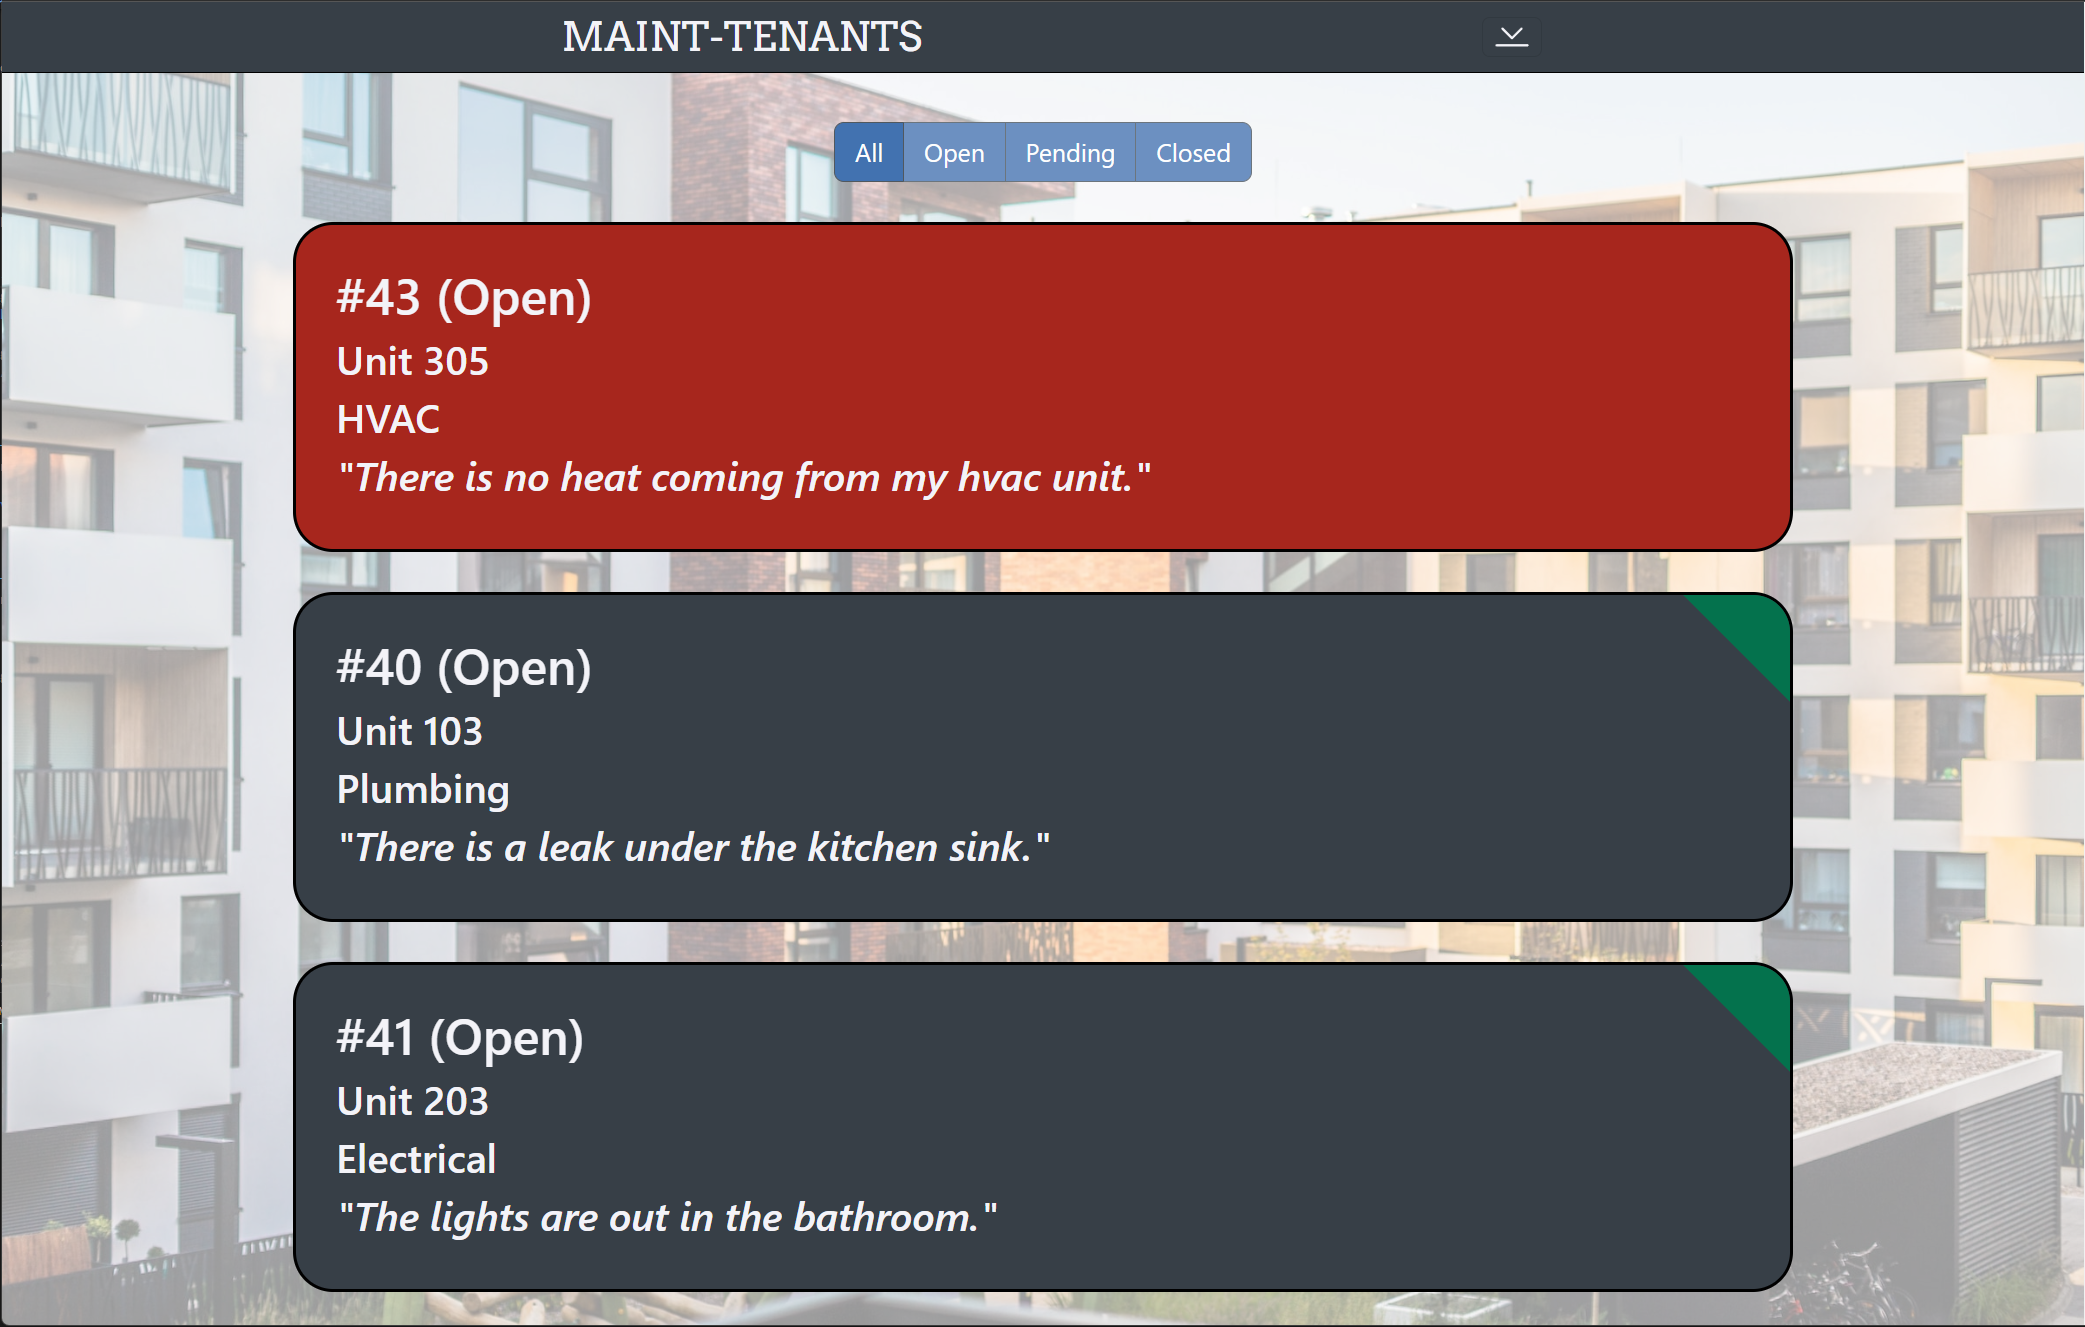 MAINT-TENANTS
All Open Pending Closed
#43 (Open)
Unit 305
HVAC
"There is no heat coming from my hvac unit."
#40 (Open)
Unit 103
Plumbing
"There is a leak under the kitchen sink."
#41 (Open)
Unit 203
Electrical
"The lights are out in the bathroom."